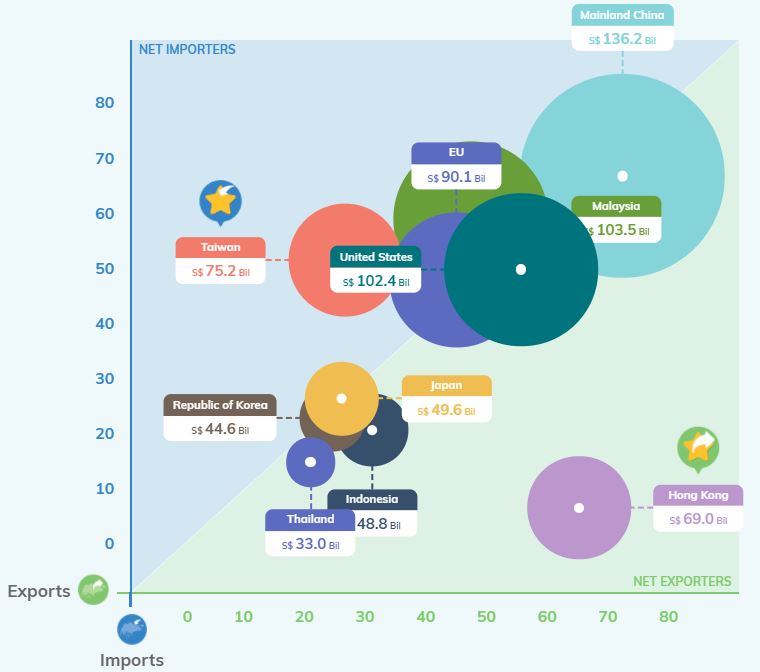 Mainland China
S$ 136.2 Bil
NET IMPORTERS
80
70
60
50
40
30
20
10
0
EU
S$ 90.1 Bil
Malaysia
$ 103.5 Bil
Taiwan
S$ 75.2 Bil
United States
S$ 102.4 Bil
Japan
S$ 49.6 Bil
Republic of Korea
S$ 44.6 Bil
Indonesia
48.8 Bil
Thailand
S$ 33.0 Bil
Hong Kong
S$ 69.0 Bil
NET EXPORTERS
Exports
0 10 20 30 40 50 60 70 80
Imports